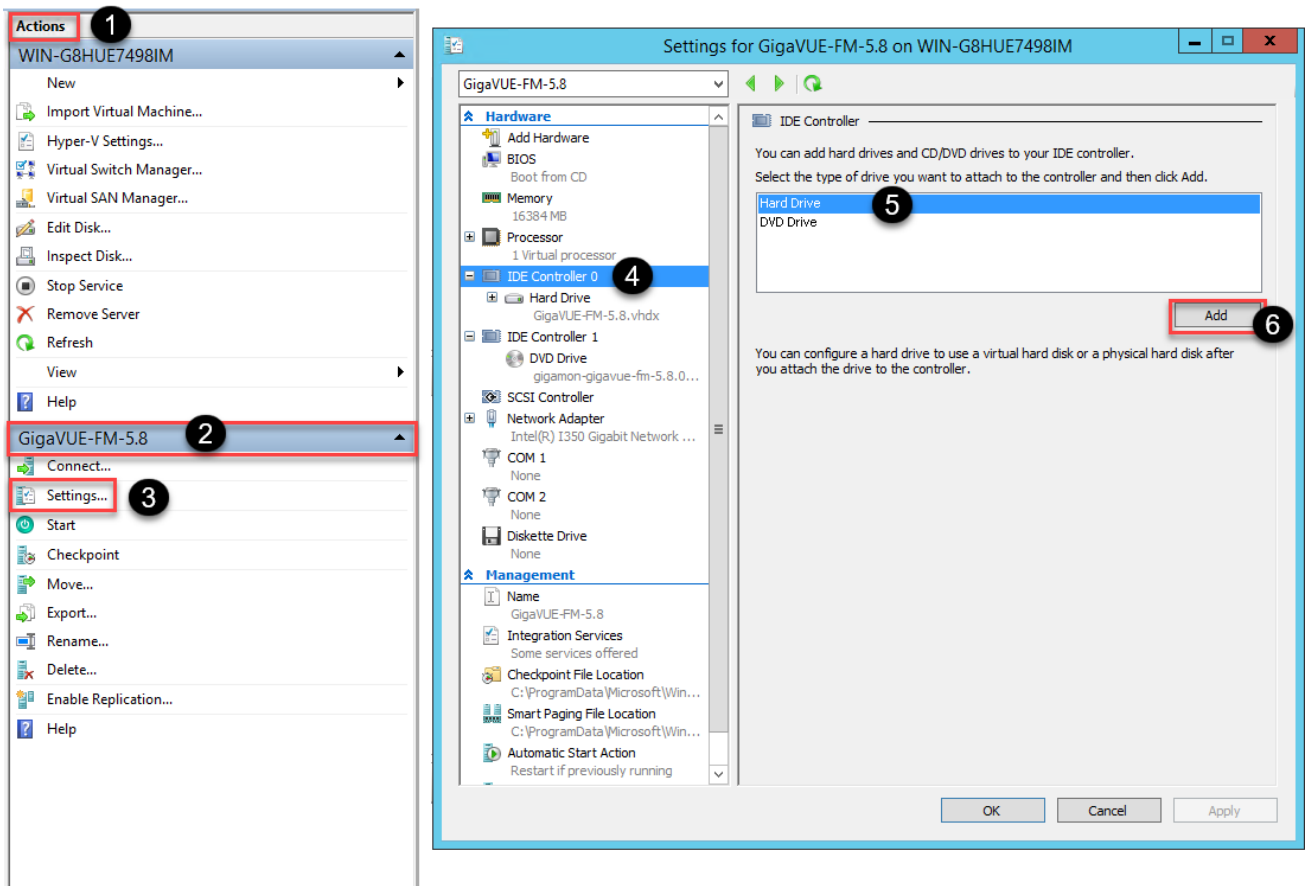 Actions
1
WIN-G8HUE7498IM
New
Import Virtual Machine...
Hyper-V Settings...
Virtual Switch Manager...
Virtual SAN Manager...
Edit Disk...
Inspect Disk...
Stop Service
Remove Server
Refresh
View
Help
GigaVUE-FM-5.8
2
Connect...
Settings...
3
Start
Checkpoint
Move...
Export...
Rename...
Delete...
Enable Replication...
Help
Settings for GigaVUE-FM-5.8 on WIN-G8HUE7498IM
GigaVUE-FM-5.8
Hardware
Add Hardware
BIOS
Boot from CD
Memory
16384 MB
Processor
1 Virtual processor
IDE Controller 0
4
Hard Drive
GigaVUE-FM-5.8.vhdx
IDE Controller 1
DVD Drive
gigamon-gigavue-fm-5.8.0...
SCSI Controller
Network Adapter
Intel(R) I350 Gigabit Network ...
COM 1
None
COM 2
None
Diskette Drive
None
Management
Name
GigaVUE-FM-5.8
Integration Services
Some services offered
Checkpoint File Location
C:\ProgramData\Microsoft\Win...
Smart Paging File Location
C:\ProgramData\Microsoft\Win...
Automatic Start Action
Restart if previously running
IDE Controller
You can add hard drives and CD/DVD drives to your IDE controller.
Select the type of drive you want to attach to the controller and then click Add.
Hard Drive
5
DVD Drive
Add
6
You can configure a hard drive to use a virtual hard disk or a physical hard disk after
you attach the drive to the controller.
OK
Cancel
Apply